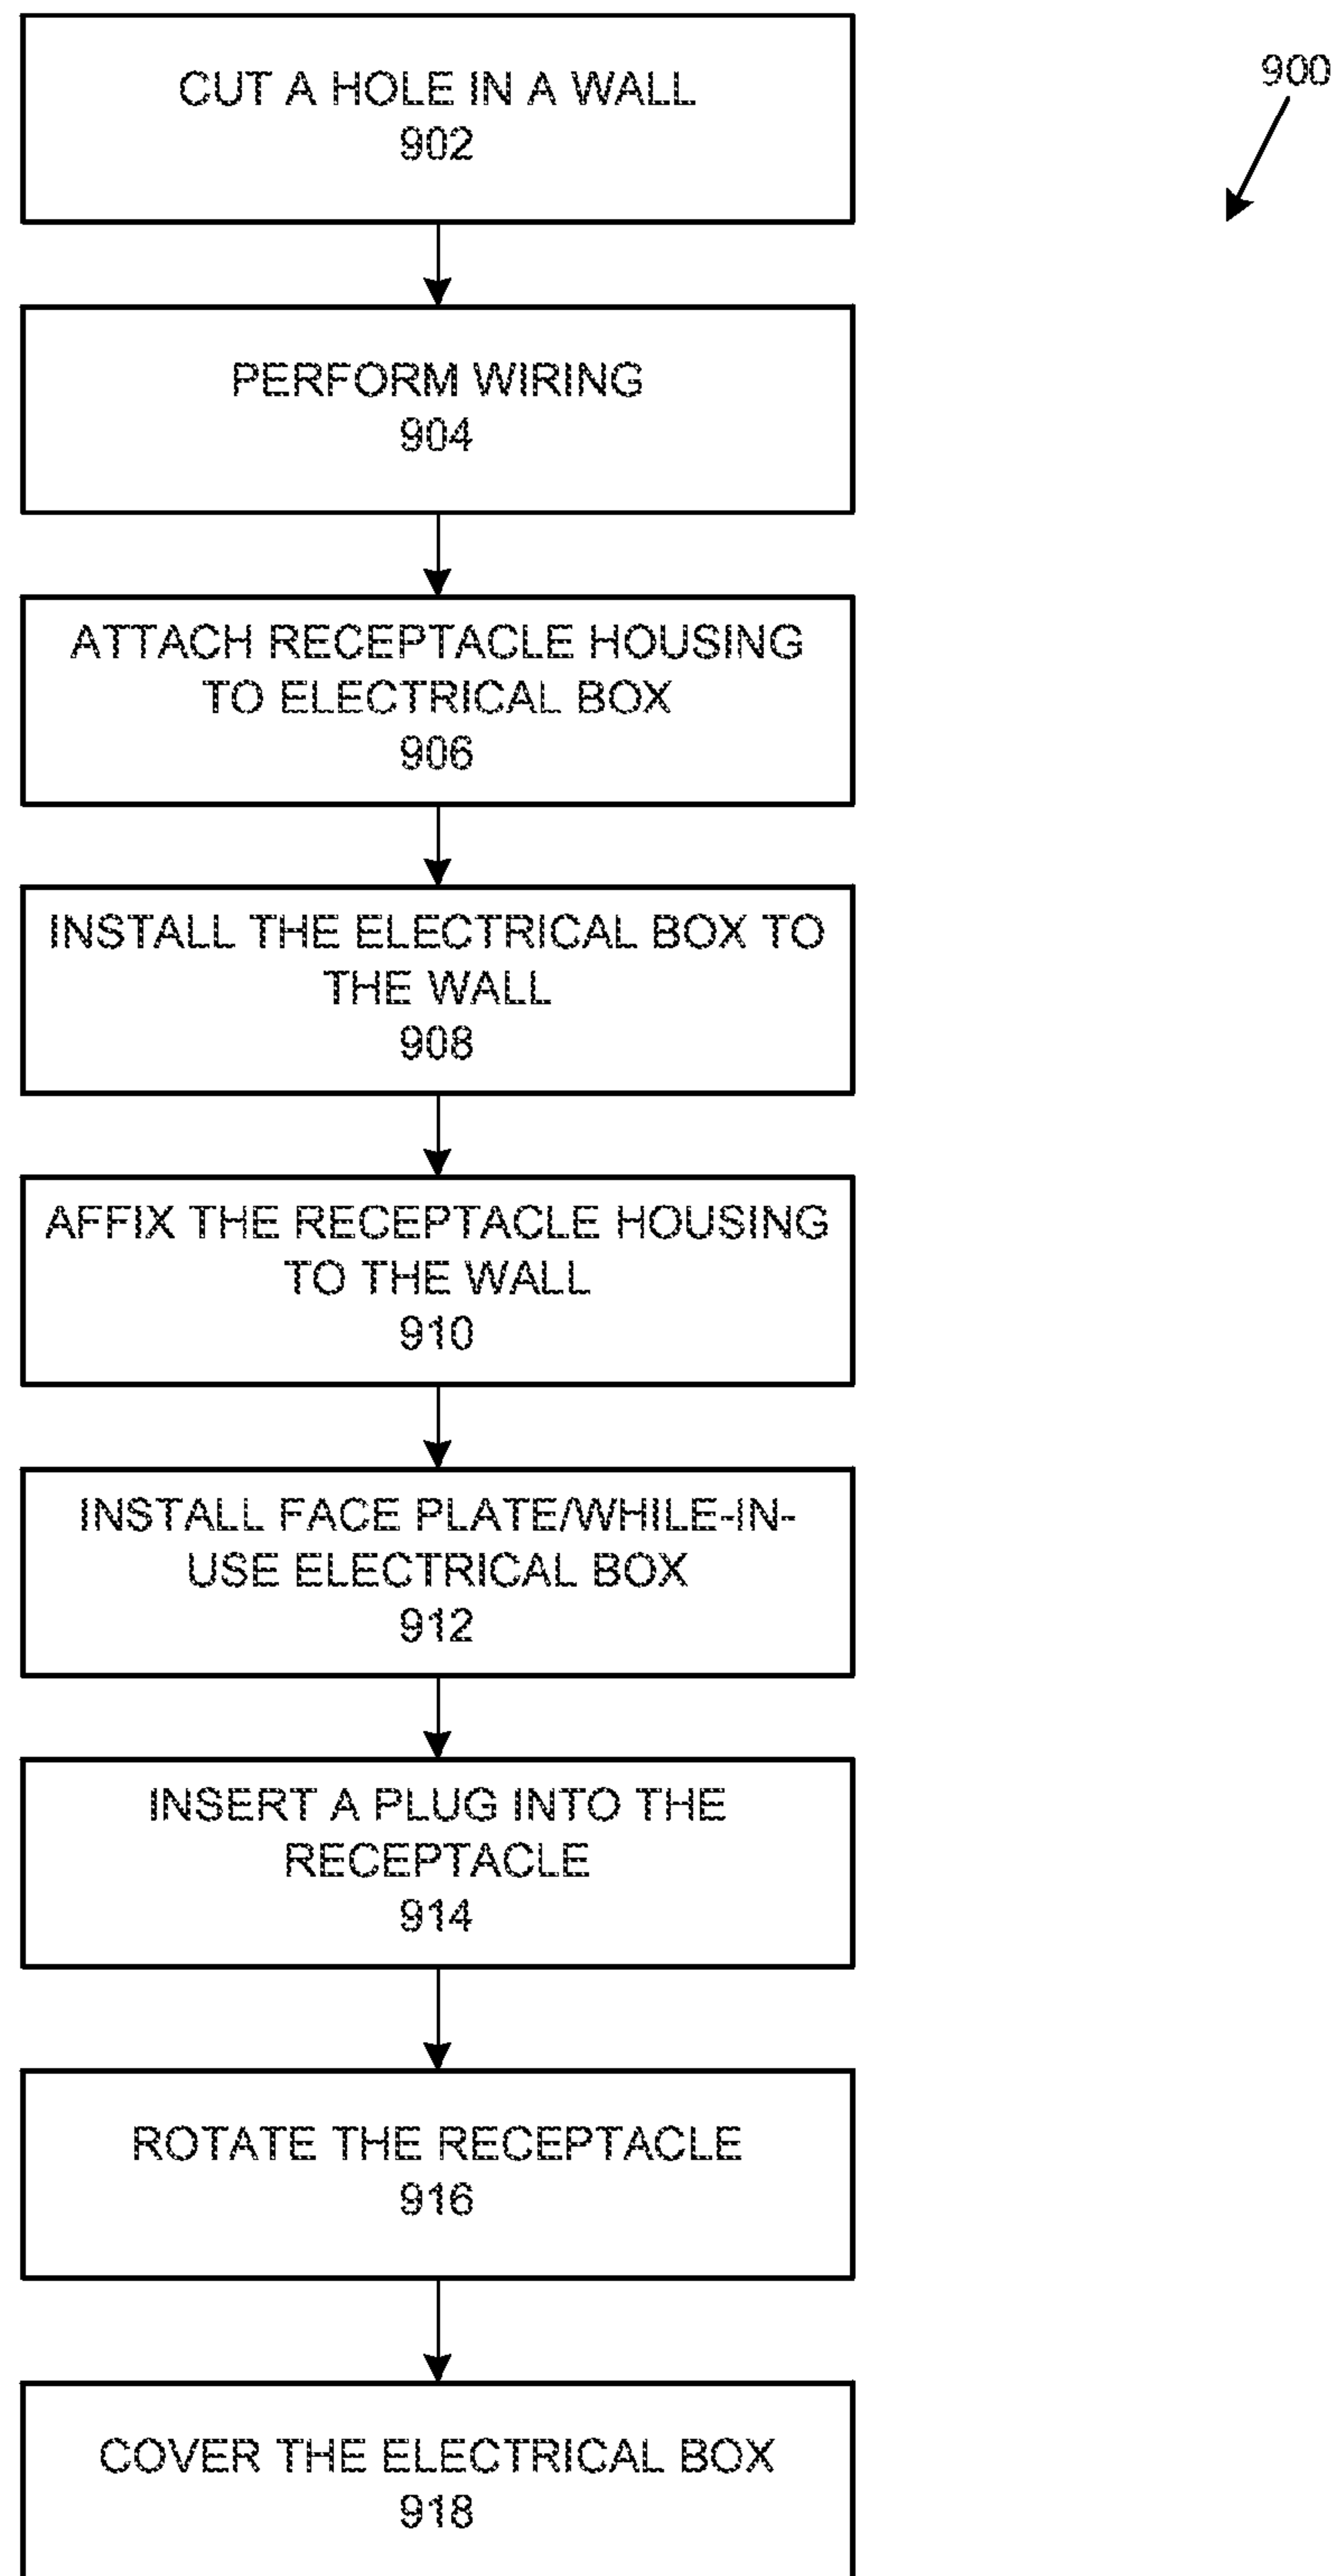 CUT A HOLE IN A WALL
902
900
PERFORM WIRING
904
ATTACH RECEPTACLE HOUSING
TO ELECTRICAL BOX
906
INSTALL THE ELECTRICAL BOX TO
THE WALL
908
AFFIX THE RECEPTACLE HOUSING
TO THE WALL
910
INSTALL FACE PLATE/WHILE-IN-
USE ELECTRICAL BOX
912
INSERT A PLUG INTO THE
RECEPTACLE
914
ROTATE THE RECEPTACLE
916
COVER THE ELECTRICAL BOX
918